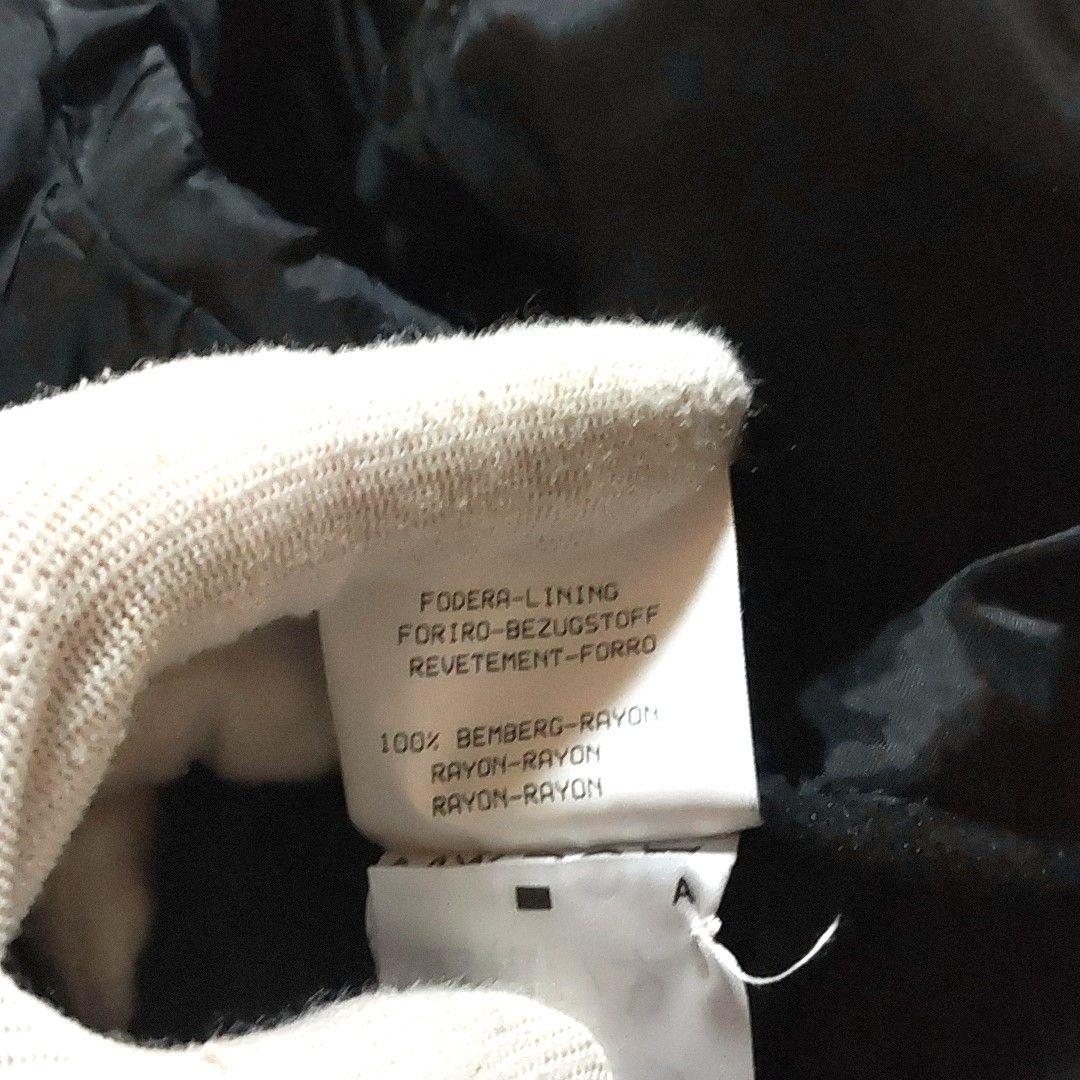 FODERA-LINING
FORIRO-BEZUGSTOFF
REVETEMENT-FORRO
100% BEMBERG-RAYON
RAYON-RAYON
RAYON-RAYON
A